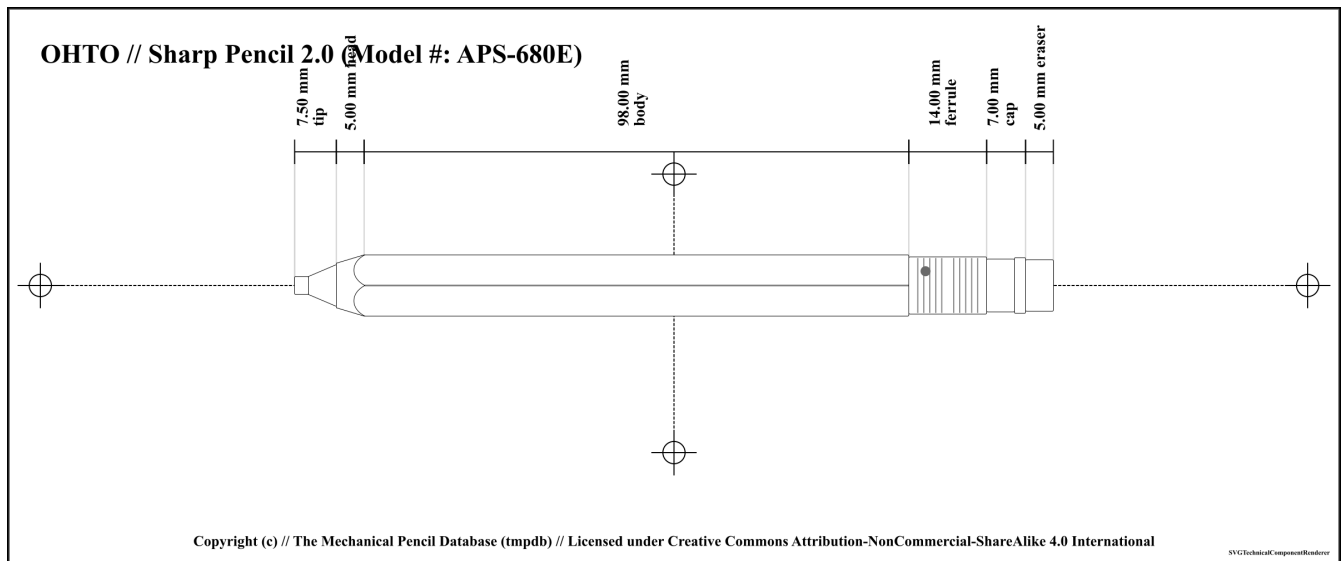 OHTO // Sharp Pencil 2.0 (Model #: APS-680E)
7.50 mm
tip
5.00 mm head
98.00 mm
body
14.00 mm
ferrule
7.00 mm
cap
5.00 mm eraser
Copyright (c) // The Mechanical Pencil Database (tmpdb) // Licensed under Creative Commons Attribution-NonCommercial-ShareAlike 4.0 International
SVGTechnicalComponentRenderer